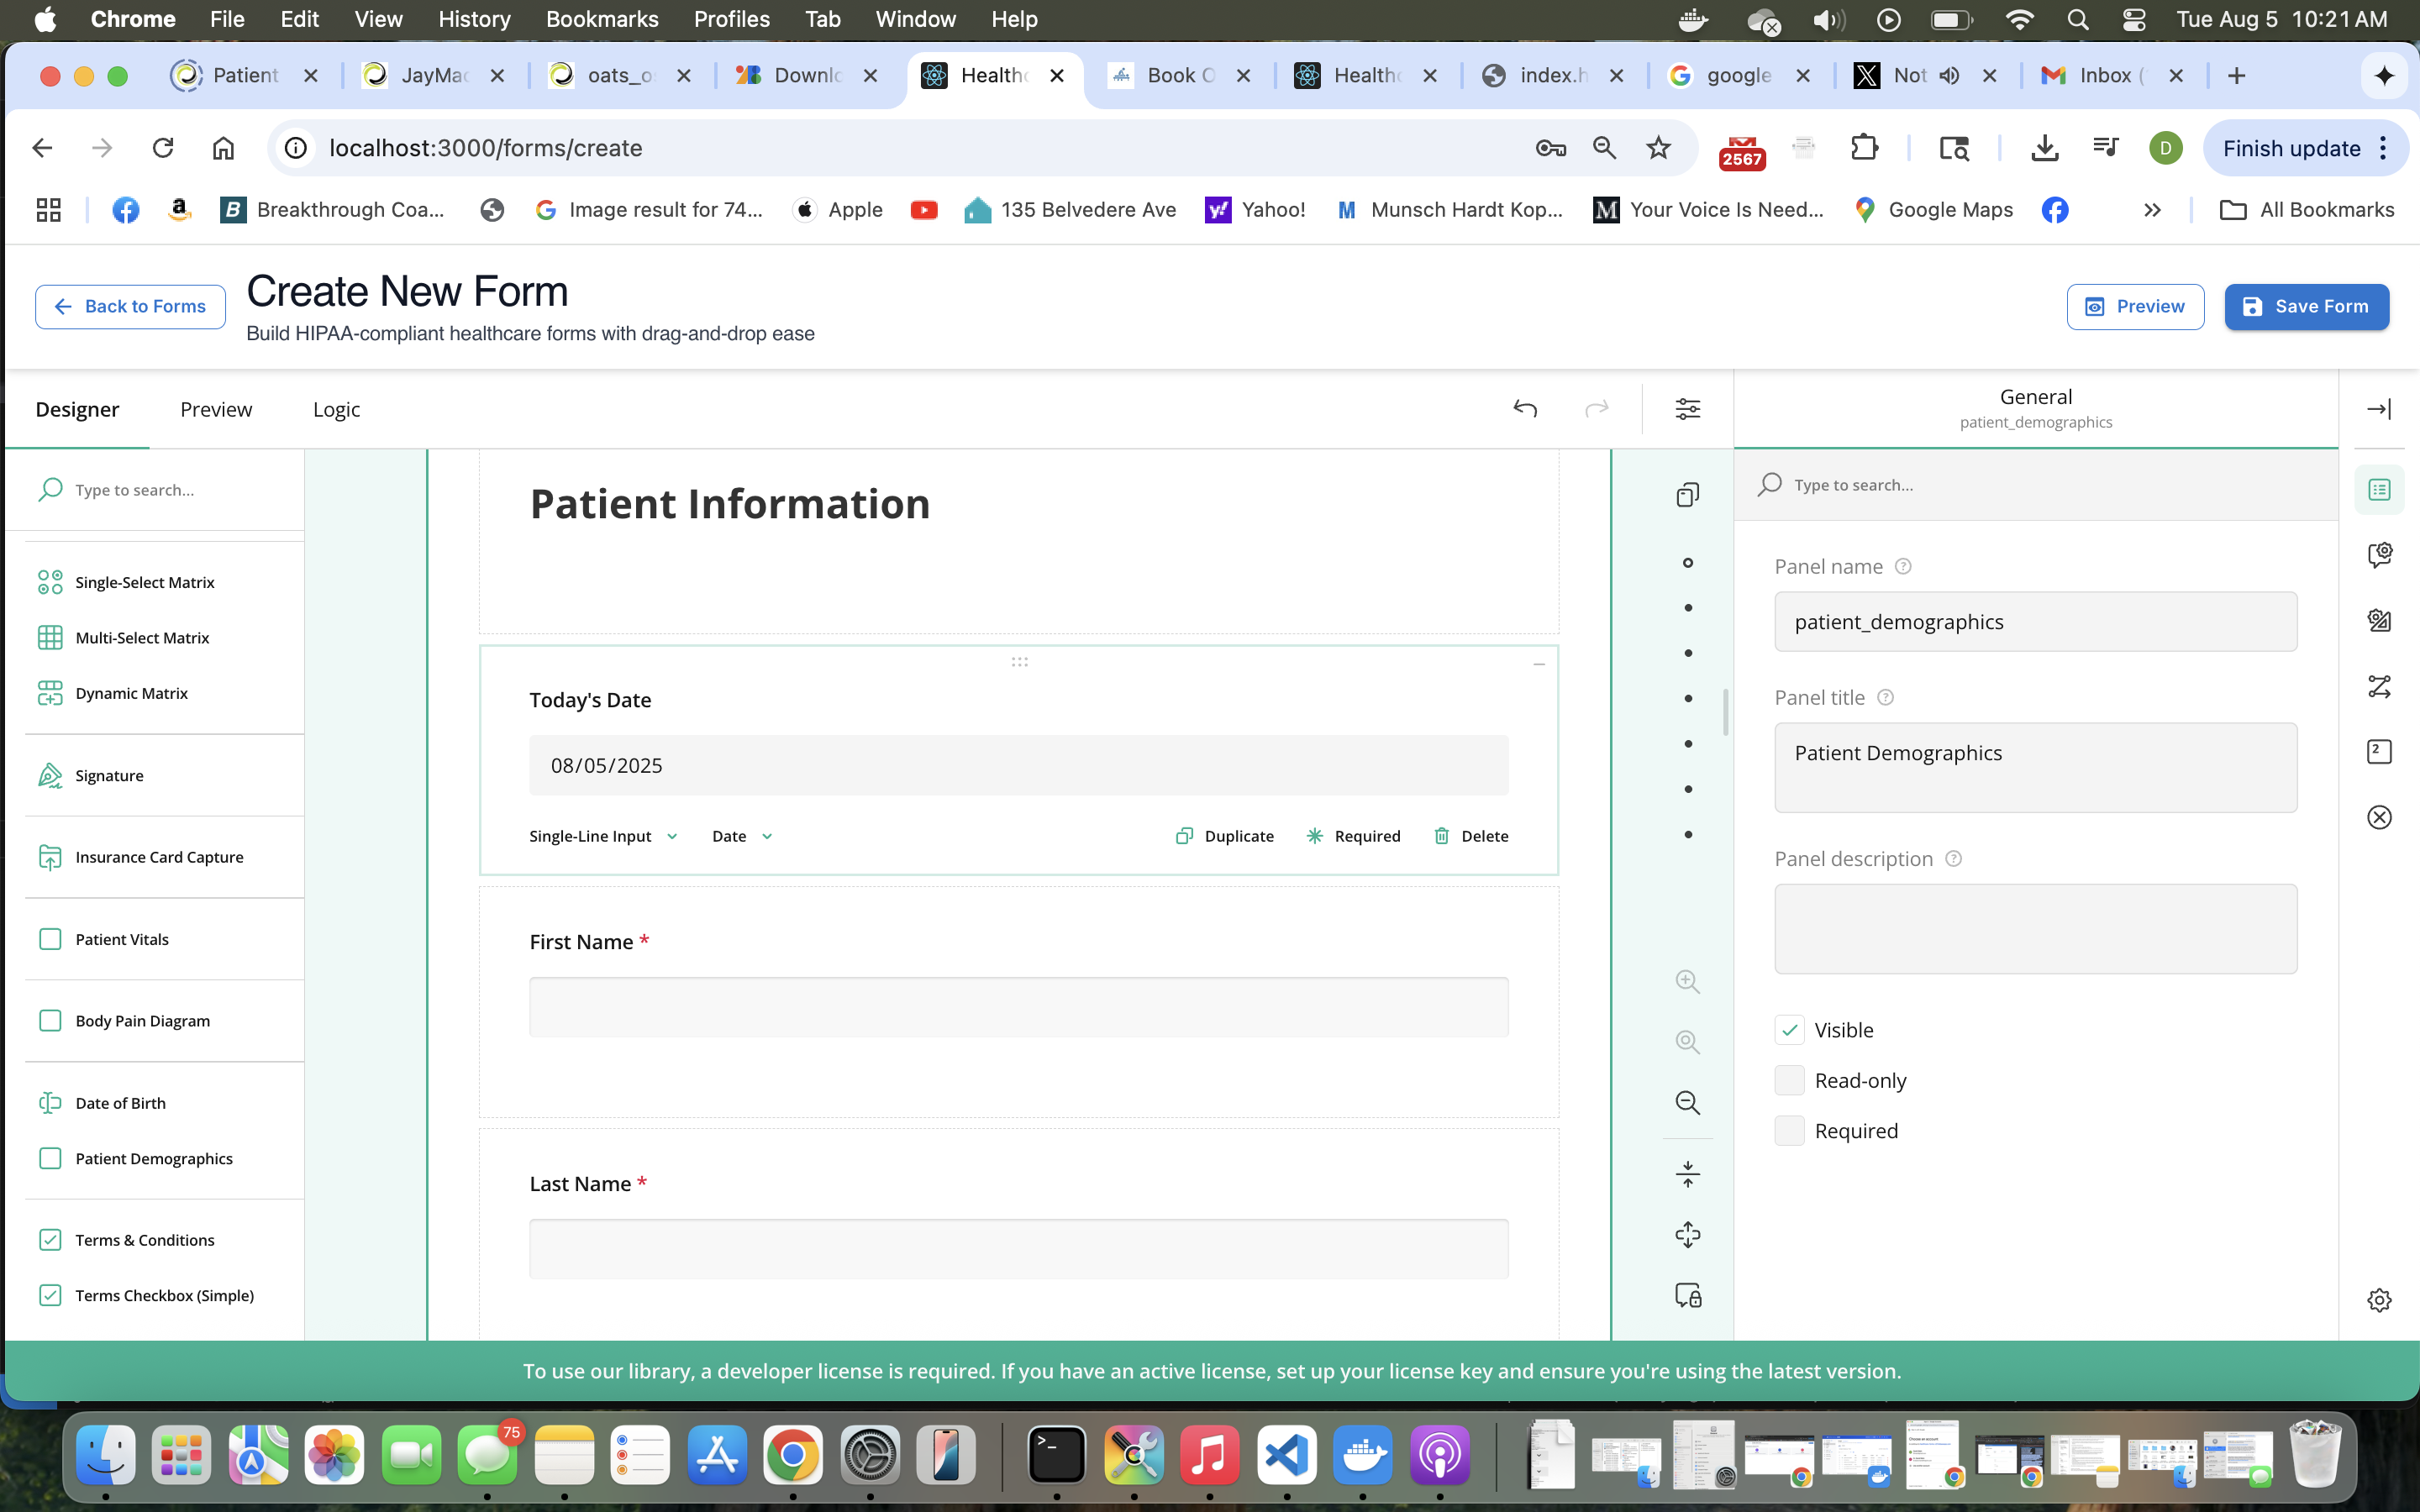 Chrome File Edit View History Bookmarks Profiles Tab Window Help Tue Aug 5 10:21 AM
Patient JayMac oats_o Downlo Healthc Book O Healthc index.h google Not Inbox (
localhost:3000/forms/create 2567 D Finish update
B Breakthrough Coa... Image result for 74... Apple 135 Belvedere Ave Yahoo! Munsch Hardt Kop... Your Voice Is Need... Google Maps All Bookmarks
Back to Forms
Create New Form
Build HIPAA-compliant healthcare forms with drag-and-drop ease
Preview
Save Form
Designer Preview Logic
General
patient_demographics
Type to search...
Single-Select Matrix
Multi-Select Matrix
Dynamic Matrix
Signature
Insurance Card Capture
Patient Vitals
Body Pain Diagram
Date of Birth
Patient Demographics
Terms & Conditions
Terms Checkbox (Simple)
Patient Information
Today's Date
08/05/2025
Single-Line Input Date Duplicate Required Delete
First Name *
Last Name *
Type to search...
Panel name
patient_demographics
Panel title
Patient Demographics
Panel description
Visible
Read-only
Required
2
To use our library, a developer license is required. If you have an active license, set up your license key and ensure you're using the latest version.
75